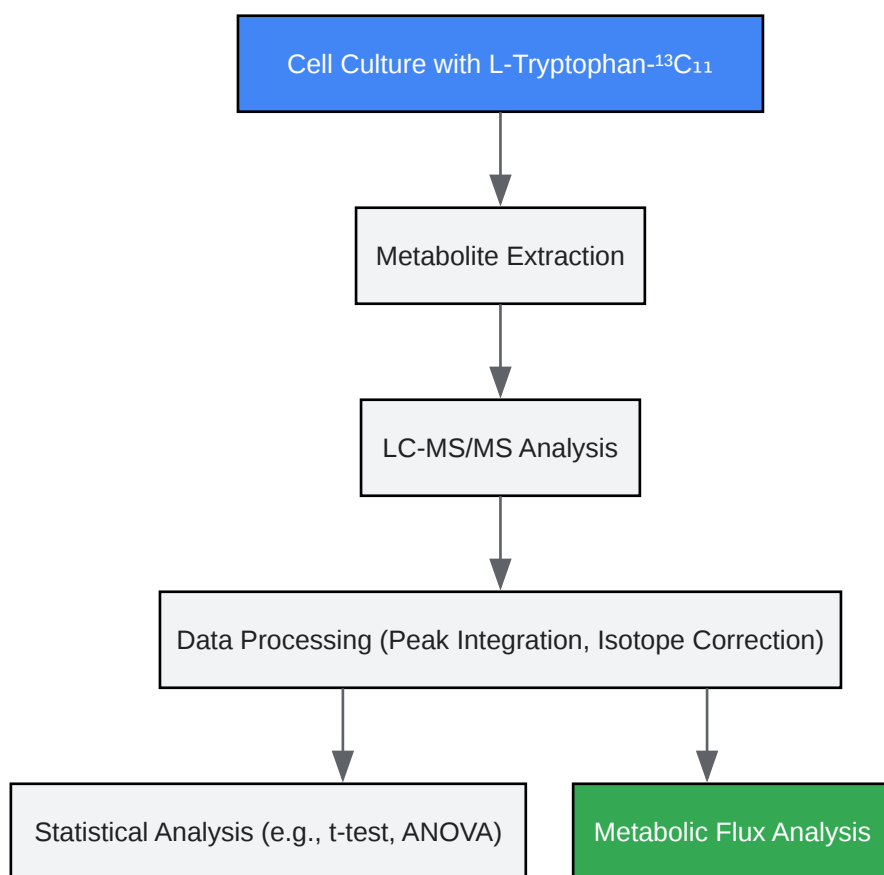 Cell Culture with L-Tryptophan-¹³C₁₁
Metabolite Extraction
LC-MS/MS Analysis
Data Processing (Peak Integration, Isotope Correction)
Statistical Analysis (e.g., t-test, ANOVA)
Metabolic Flux Analysis